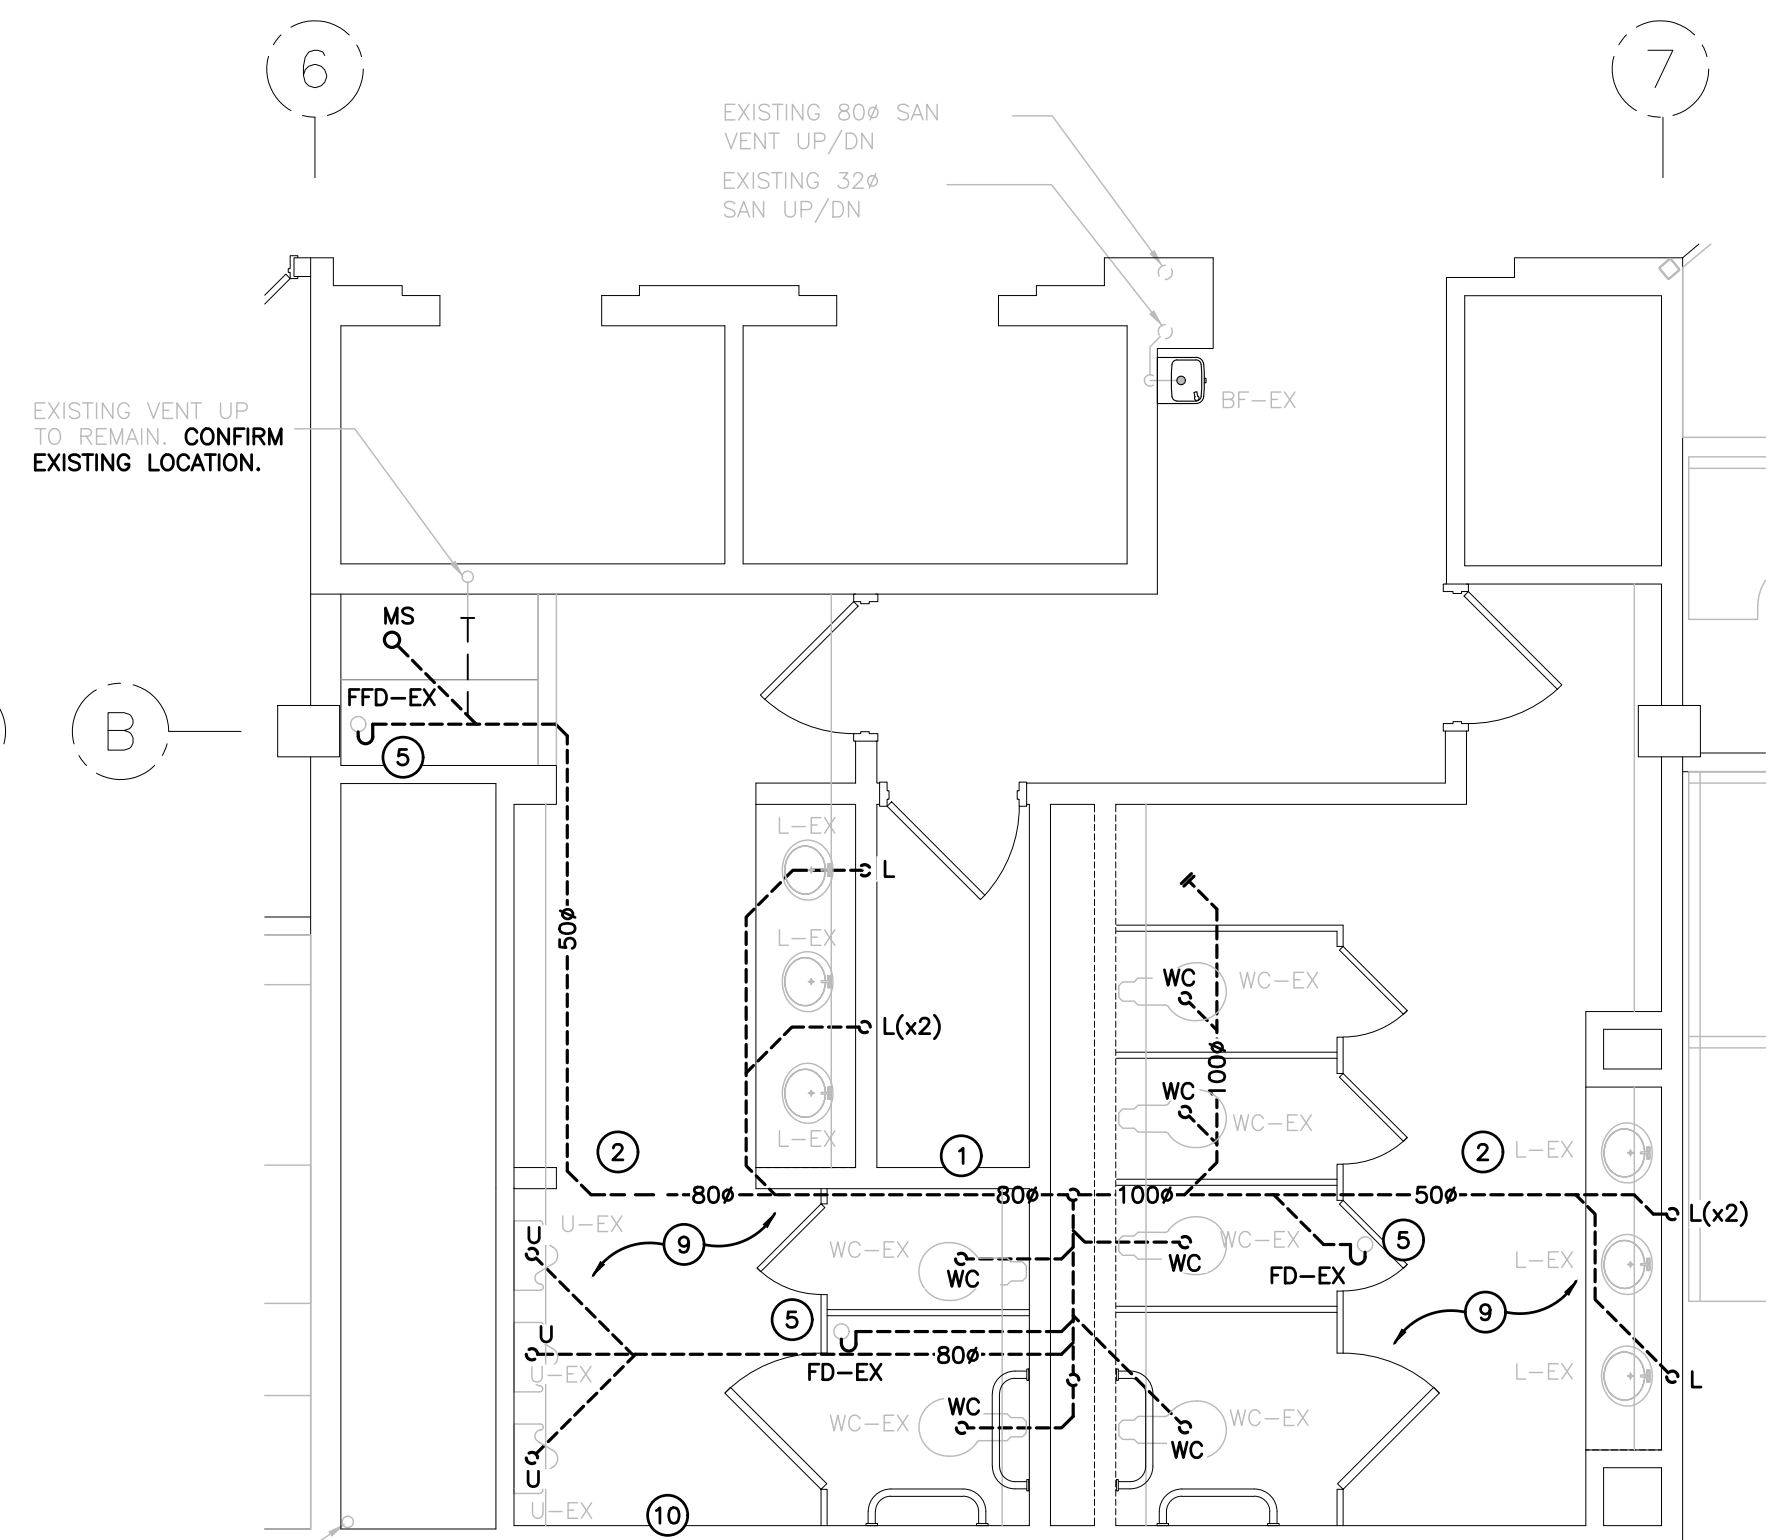 6
7
EXISTING 80ø SAN
VENT UP/DN
EXISTING 32ø
SAN UP/DN
BF-EX
EXISTING VENT UP
TO REMAIN. CONFIRM
EXISTING LOCATION.
MS
FFD-EX
B
5
L-EX
L
50ø
L-EX
L(x2)
WC
WC-EX
100ø
WC
WC-EX
L-EX
2
1
2
L-EX
80ø
80ø
100ø
50ø
L(x2)
U
U-EX
9
WC-EX
WC
WC-EX
WC
5
FD-EX
L-EX
5
9
U
U-EX
80ø
FD-EX
L-EX
L
WC
WC-EX
WC-EX
WC
U
U-EX
10